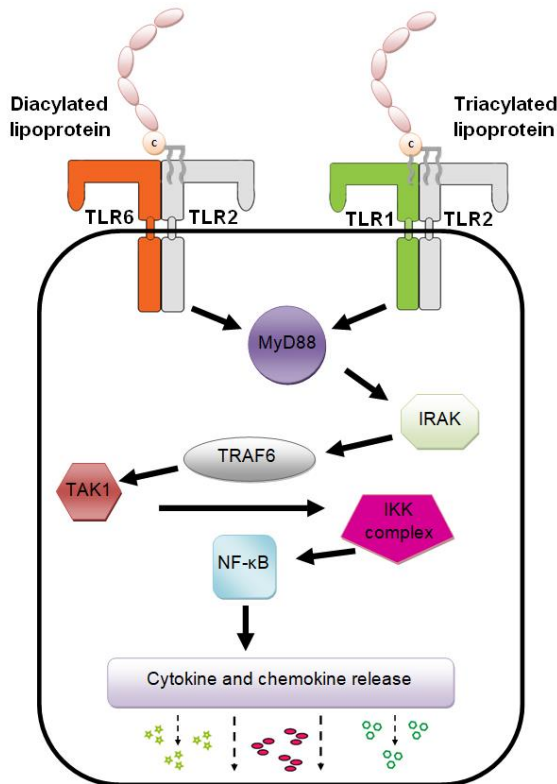 Diacylated
lipoprotein
Triacylated
lipoprotein
C
C
TLR6
TLR2
TLR1
TLR2
MyD88
IRAK
TRAF6
TAK1
IKK
complex
NF-κB
Cytokine and chemokine release